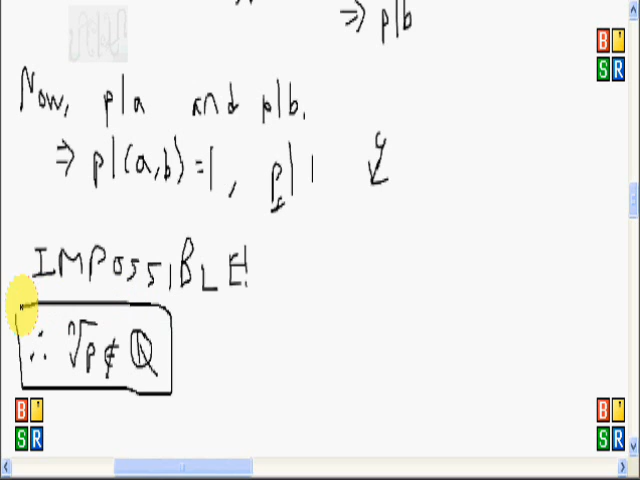 ⇒ p|b
Now, p|a and p|b.
⇒ p|(a,b) = 1, p|1
IMPOSSIBLE!
∴ ⁿ√p ∉ ℚ
B '
S R
B '
S R
B '
S R